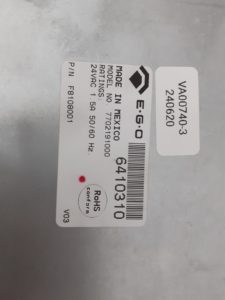 VA00740-3
240620
E.G.O
6410310
MADE IN MEXICO
MODEL NO 7702191000
RATINGS:
24VAC 1.5A 50/60 Hz.
P/N F8108001
RoHS
conform
V03